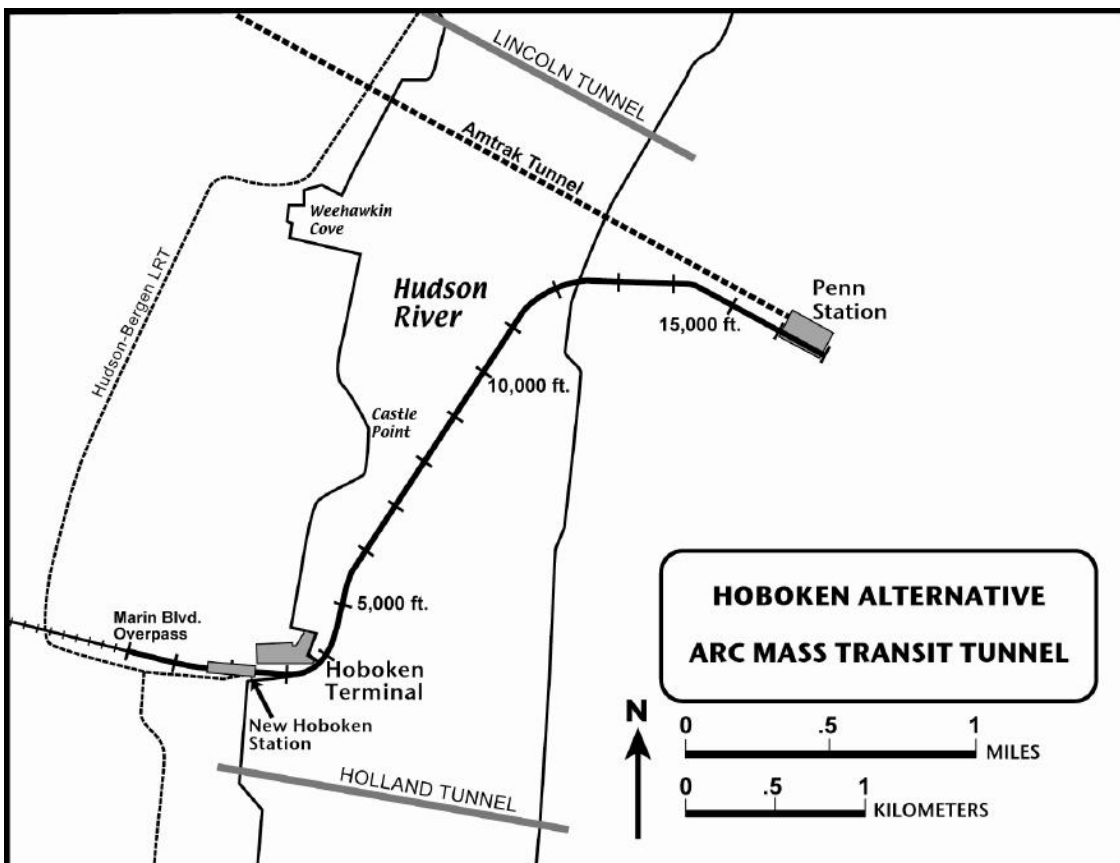 LINCOLN TUNNEL
Amtrak Tunnel
Weehawkin
Cove
Hudson-Bergen LRT
Hudson
River
Penn
Station
15,000 ft.
10,000 ft.
Castle
Point
5,000 ft.
Marin Blvd.
Overpass
Hoboken
Terminal
New Hoboken
Station
HOLLAND TUNNEL
HOBOKEN ALTERNATIVE
ARC MASS TRANSIT TUNNEL
N
0 .5 1
MILES
0 .5 1
KILOMETERS